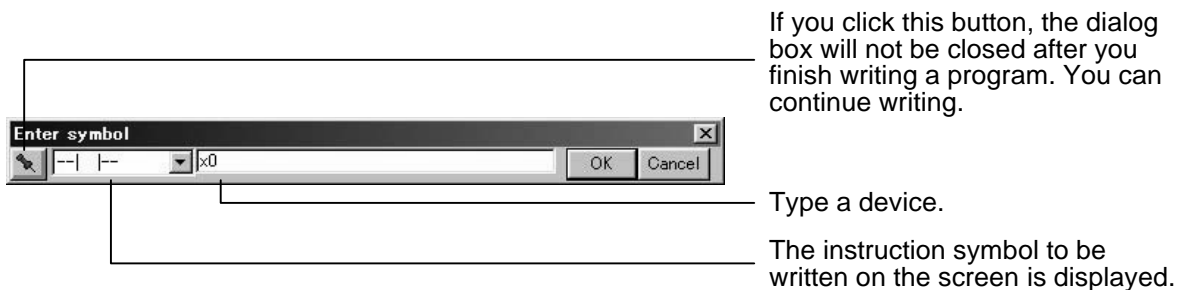 If you click this button, the dialog
box will not be closed after you
finish writing a program. You can
continue writing.
Enter symbol
--| |--
x0
OK
Cancel
Type a device.
The instruction symbol to be
written on the screen is displayed.